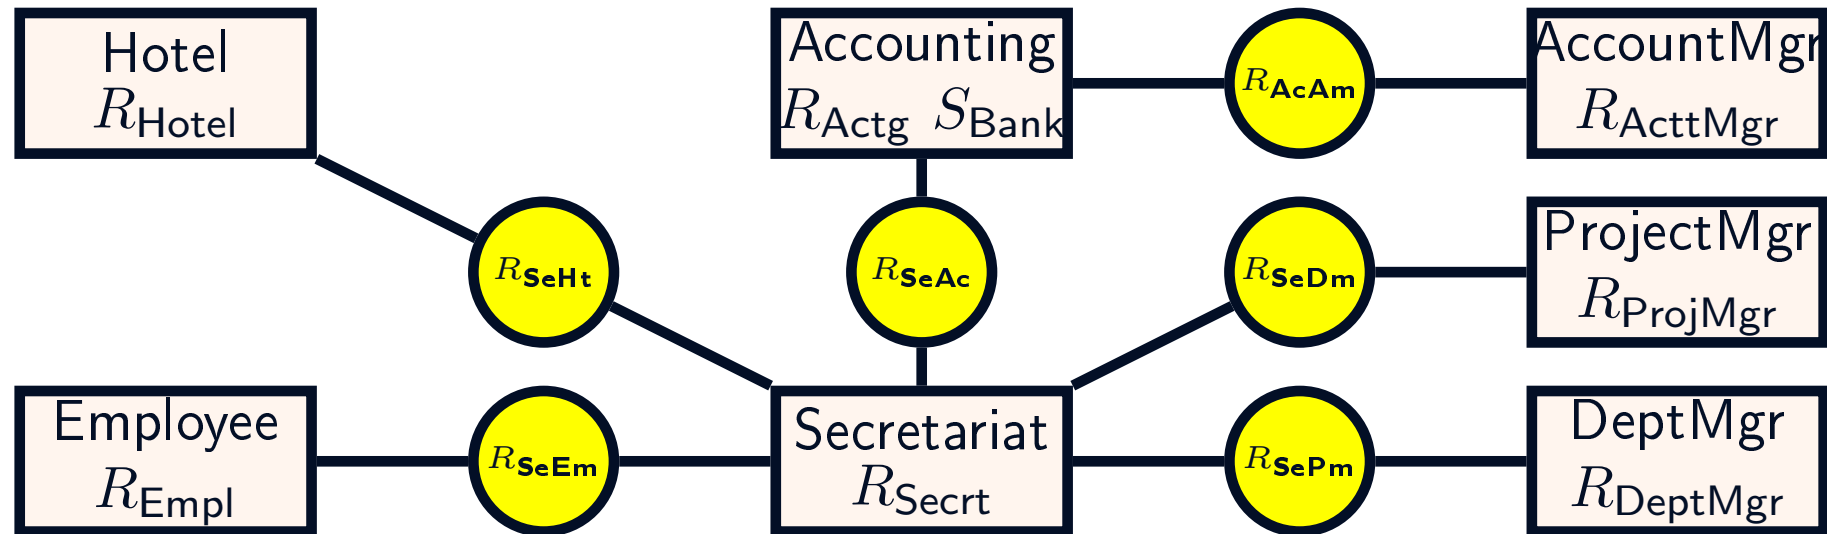 Hotel
R_Hotel
Accounting
R_Actg S_Bank
R_AcAm
AccountMgr
R_ActtMgr
R_SeHt
R_SeAc
R_SeDm
ProjectMgr
R_ProjMgr
Employee
R_Empl
R_SeEm
Secretariat
R_Secrt
R_SePm
DeptMgr
R_DeptMgr